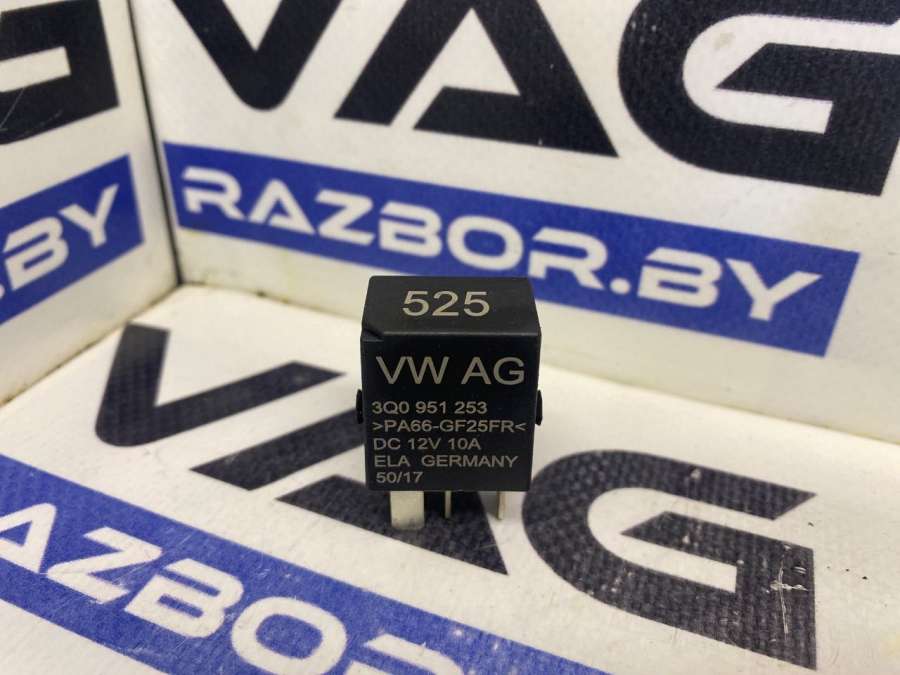 VAG
RAZBOR.BY
.BY
525
VW AG
3Q0 951 253
>PA66-GF25FR<
DC 12V 10A
ELA GERMANY
50/17
VAG
AZBOR.